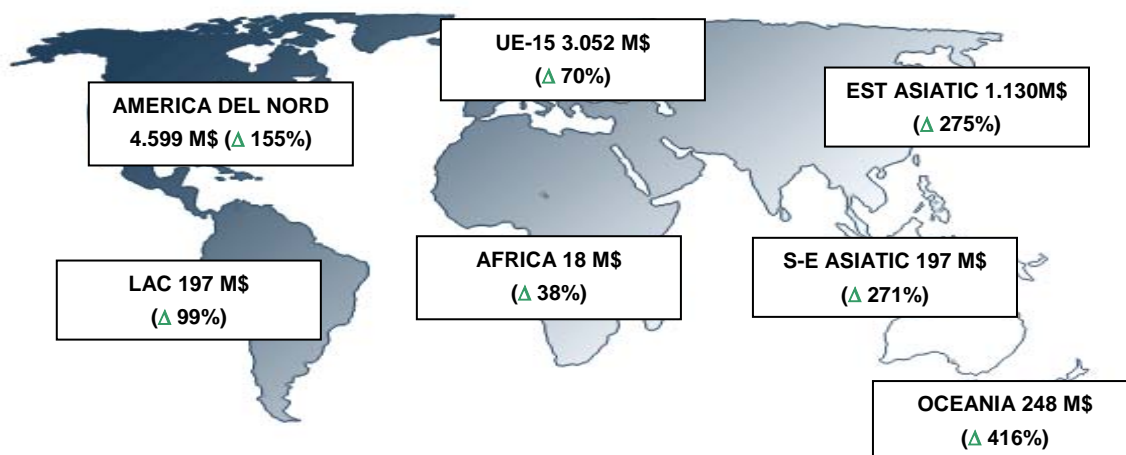 UE-15 3.052 M$
(Δ 70%)
AMERICA DEL NORD
4.599 M$ (Δ 155%)
EST ASIATIC 1.130M$
(Δ 275%)
LAC 197 M$
(Δ 99%)
AFRICA 18 M$
(Δ 38%)
S-E ASIATIC 197 M$
(Δ 271%)
OCEANIA 248 M$
(Δ 416%)